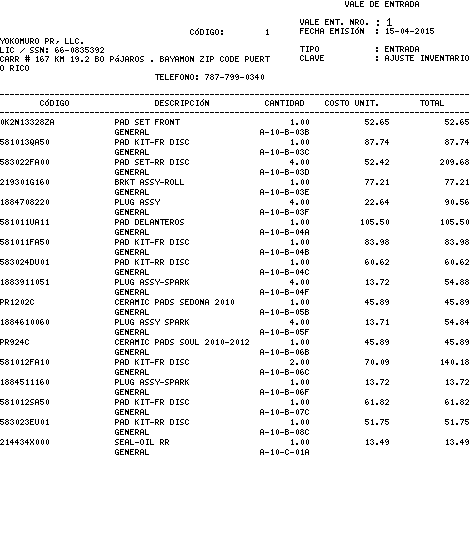 VALE DE ENTRADA
VALE ENT. NRO. : 1
CÓDIGO: 1 FECHA EMISIÓN : 15-04-2015
YOKOMURO PR, LLC.
LIC / SSN: 66-0835392 TIPO : ENTRADA
CARR # 167 KM 19.2 BO PÁJAROS . BAYAMON ZIP CODE PUERT CLAVE : AJUSTE INVENTARIO
O RICO
TELEFONO: 787-799-0340
CÓDIGO DESCRIPCIÓN CANTIDAD COSTO UNIT. TOTAL
0K2N13328ZA PAD SET FRONT 1.00 52.65 52.65
GENERAL A-10-B-03B
581013QA50 PAD KIT-FR DISC 1.00 87.74 87.74
GENERAL A-10-B-03C
583022FA00 PAD SET-RR DISC 4.00 52.42 209.68
GENERAL A-10-B-03D
219301G160 BRKT ASSY-ROLL 1.00 77.21 77.21
GENERAL A-10-B-03E
1884708220 PLUG ASSY 4.00 22.64 90.56
GENERAL A-10-B-03F
581011UA11 PAD DELANTEROS 1.00 105.50 105.50
GENERAL A-10-B-04A
581011FA50 PAD KIT-FR DISC 1.00 83.98 83.98
GENERAL A-10-B-04B
583024DU01 PAD KIT-RR DISC 1.00 60.62 60.62
GENERAL A-10-B-04C
1883911051 PLUG ASSY-SPARK 4.00 13.72 54.88
GENERAL A-10-B-04F
PR1202C CERAMIC PADS SEDONA 2010 1.00 45.89 45.89
GENERAL A-10-B-05B
1884610060 PLUG ASSY SPARK 4.00 13.71 54.84
GENERAL A-10-B-05F
PR924C CERAMIC PADS SOUL 2010-2012 1.00 45.89 45.89
GENERAL A-10-B-06B
581012FA10 PAD KIT-FR DISC 2.00 70.09 140.18
GENERAL A-10-B-06C
1884511160 PLUG ASSY-SPARK 1.00 13.72 13.72
GENERAL A-10-B-06F
581012SA50 PAD KIT-FR DISC 1.00 61.82 61.82
GENERAL A-10-B-07C
583023EU01 PAD KIT-RR DISC 1.00 51.75 51.75
GENERAL A-10-B-08C
214434X000 SEAL-OIL RR 1.00 13.49 13.49
GENERAL A-10-C-01A